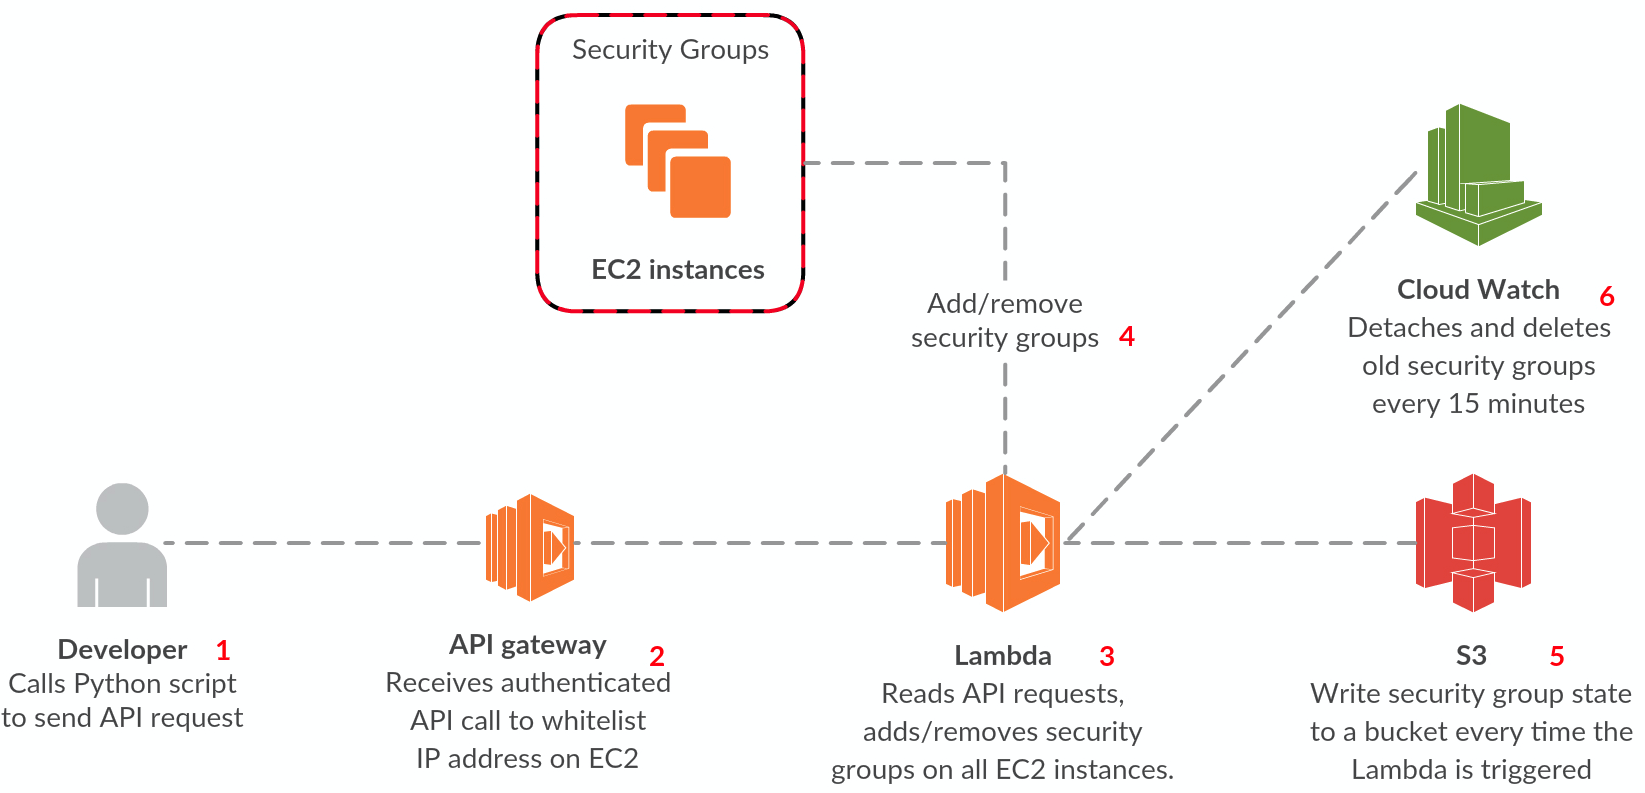 Security Groups
EC2 instances
Add/remove
security groups 4
Cloud Watch 6
Detaches and deletes
old security groups
every 15 minutes
Developer 1
Calls Python script
to send API request
API gateway 2
Receives authenticated
API call to whitelist
IP address on EC2
Lambda 3
Reads API requests,
adds/removes security
groups on all EC2 instances.
S3 5
Write security group state
to a bucket every time the
Lambda is triggered